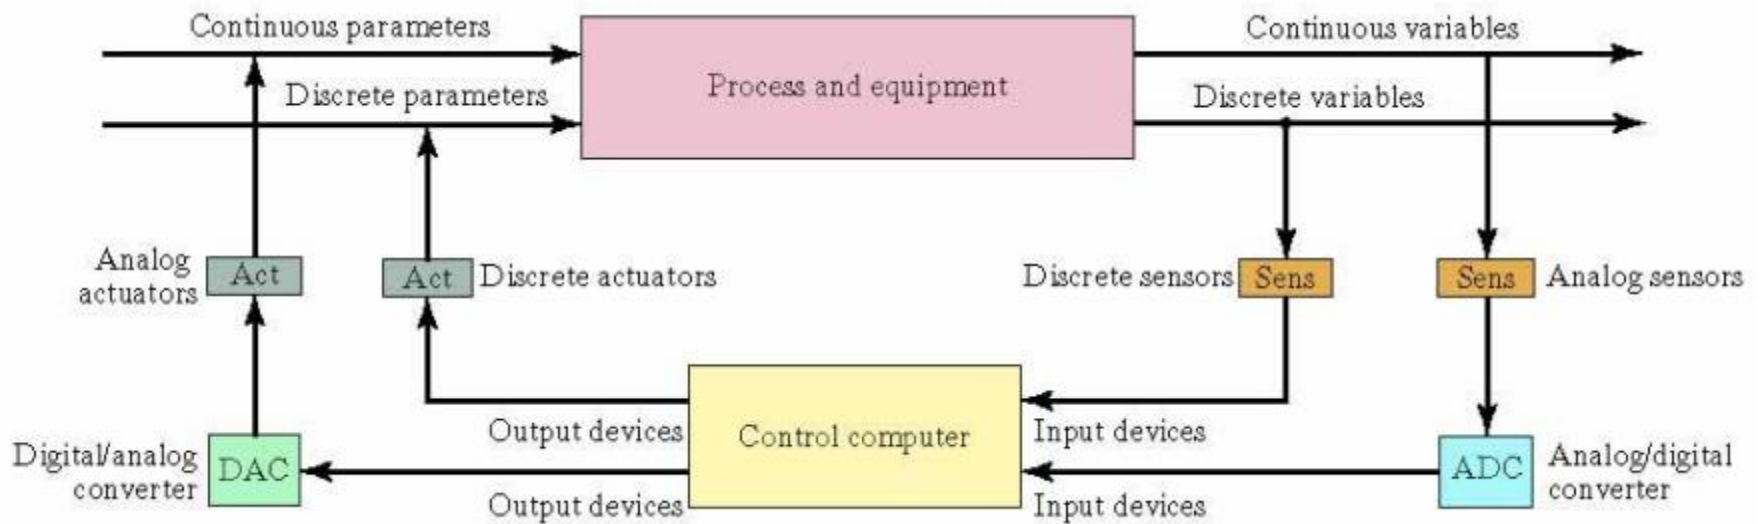 Continuous parameters
Continuous variables
Process and equipment
Discrete parameters
Discrete variables
Analog
actuators
Act
Act
Discrete actuators
Discrete sensors
Sens
Sens
Analog sensors
Output devices
Control computer
Input devices
Digital/analog
converter
DAC
ADC
Analog/digital
converter
Output devices
Input devices